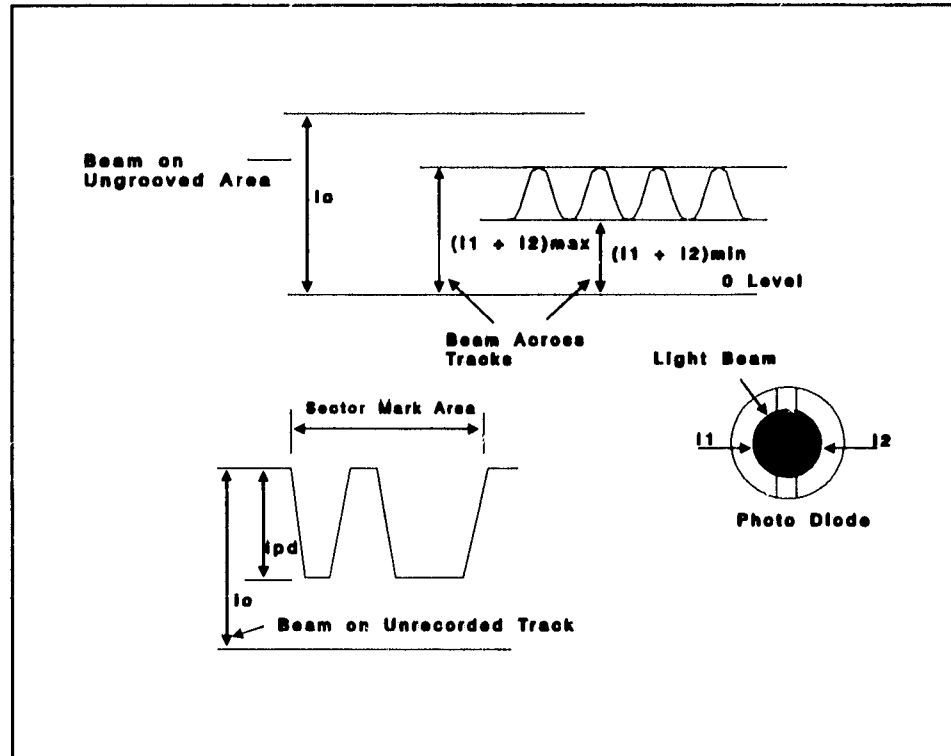 Beam on
Ungrooved Area
Io
(I1 + I2)max
(I1 + I2)min
0 Level
Beam Across
Tracks
Light Beam
Sector Mark Area
I1
I2
Photo Diode
Ipd
Io
Beam on Unrecorded Track